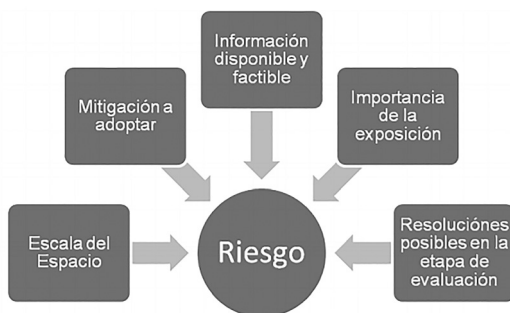 Información
disponible y
factible
Mitigación a
adoptar
Importancia
de la
exposición
Escala del
Espacio
Riesgo
Resoluciónes
posibles en la
etapa de
evaluación